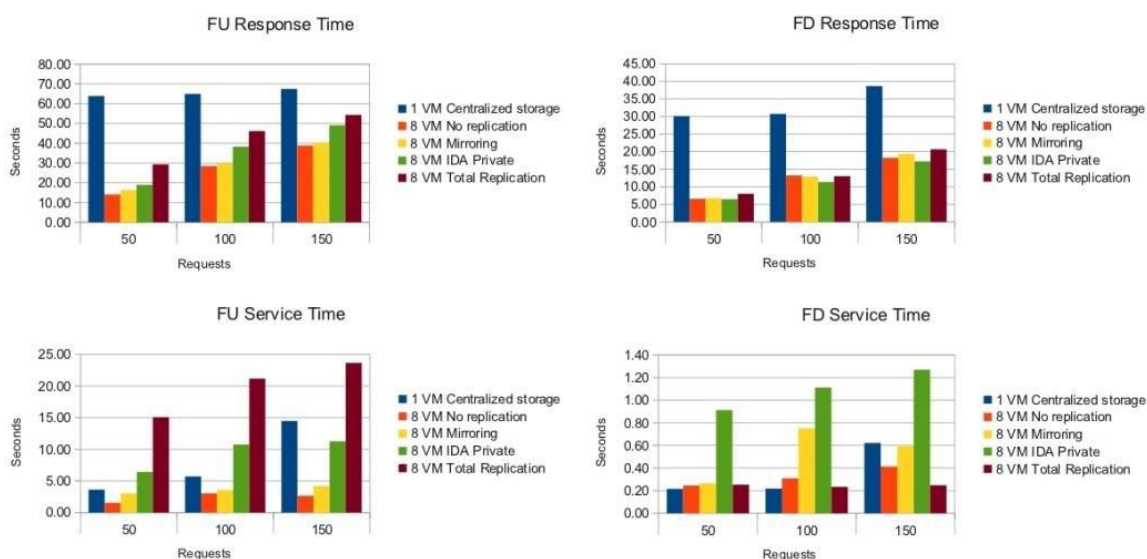 FU Response Time
80.00
70.00
60.00
50.00
40.00
30.00
20.00
10.00
0.00
Seconds
50 100 150
Requests
1 VM Centralized storage
8 VM No replication
8 VM Mirroring
8 VM IDA Private
8 VM Total Replication
FD Response Time
45.00
40.00
35.00
30.00
25.00
20.00
15.00
10.00
5.00
0.00
Seconds
50 100 150
Requests
1 VM Centralized storage
8 VM No replication
8 VM Mirroring
8 VM IDA Private
8 VM Total Replication
FU Service Time
25.00
20.00
15.00
10.00
5.00
0.00
Seconds
50 100 150
Requests
1 VM Centralized storage
8 VM No replication
8 VM Mirroring
8 VM IDA Private
8 VM Total Replication
FD Service Time
1.40
1.20
1.00
0.80
0.60
0.40
0.20
0.00
Seconds
50 100 150
Requests
1 VM Centralized storage
8 VM No replication
8 VM Mirroring
8 VM IDA Private
8 VM Total Replication